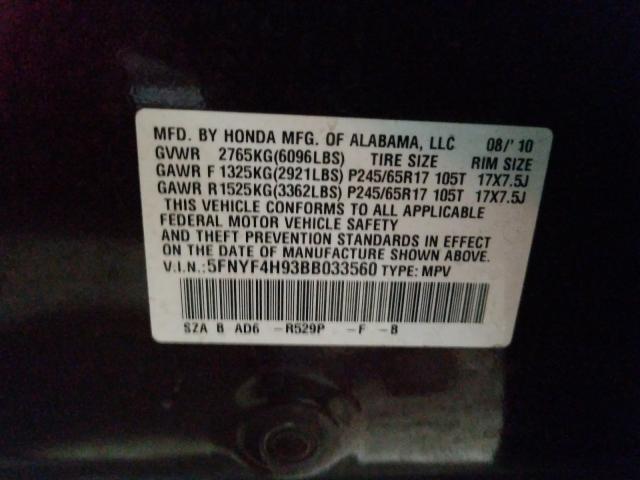 MFD. BY HONDA MFG. OF ALABAMA, LLC 08/'10
GVWR 2765KG(6096LBS) TIRE SIZE RIM SIZE
GAWR F 1325KG(2921LBS) P245/65R17 105T 17X7.5J
GAWR R 1525KG(3362LBS) P245/65R17 105T 17X7.5J
THIS VEHICLE CONFORMS TO ALL APPLICABLE
FEDERAL MOTOR VEHICLE SAFETY
AND THEFT PREVENTION STANDARDS IN EFFECT
ON THE DATE OF MANUFACTURE SHOWN ABOVE.
V.I.N.:5FNYF4H93BB033560 TYPE: MPV
SZA B AD6 -R529P -F -B